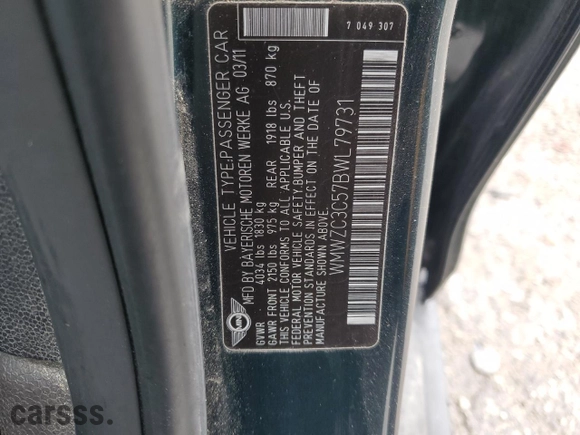 7 049 307
VEHICLE TYPE:PASSENGER CAR
MFD BY BAYERISCHE MOTOREN WERKE AG 03/11
GVWR 4034 lbs 1830 kg
GAWR FRONT 2150 lbs 975 kg REAR 1918 lbs 870 kg
THIS VEHICLE CONFORMS TO ALL APPLICABLE U.S.
FEDERAL MOTOR VEHICLE SAFETY,BUMPER AND THEFT
PREVENTION STANDARDS IN EFFECT ON THE DATE OF
MANUFACTURE SHOWN ABOVE.
WMWZC3C57BWL79731
MINI
carsss.